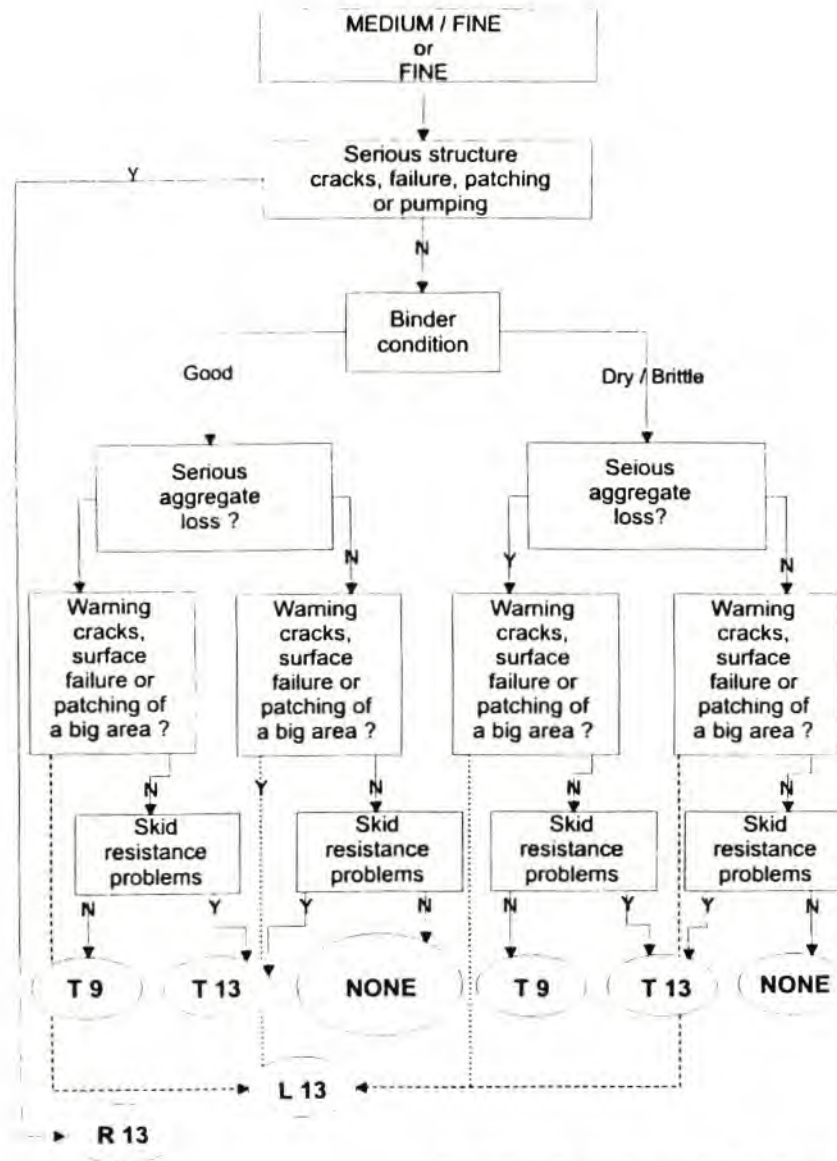 MEDIUM / FINE
or
FINE
Serious structure
cracks, failure, patching
or pumping
Y
N
Binder
condition
Good
Dry / Brittle
Serious
aggregate
loss ?
Seious
aggregate
loss?
N
Y
N
Warning
cracks,
surface
failure or
patching of
a big area ?
Warning
cracks,
surface
failure or
patching of
a big area ?
Warning
cracks,
surface
failure or
patching of
a big area ?
Warning
cracks,
surface
failure or
patching of
a big area ?
N
Y
N
N
N
Skid
resistance
problems
Skid
resistance
problems
Skid
resistance
problems
Skid
resistance
problems
N
Y
Y
N
N
Y
Y
N
T 9
T 13
NONE
T 9
T 13
NONE
L 13
R 13